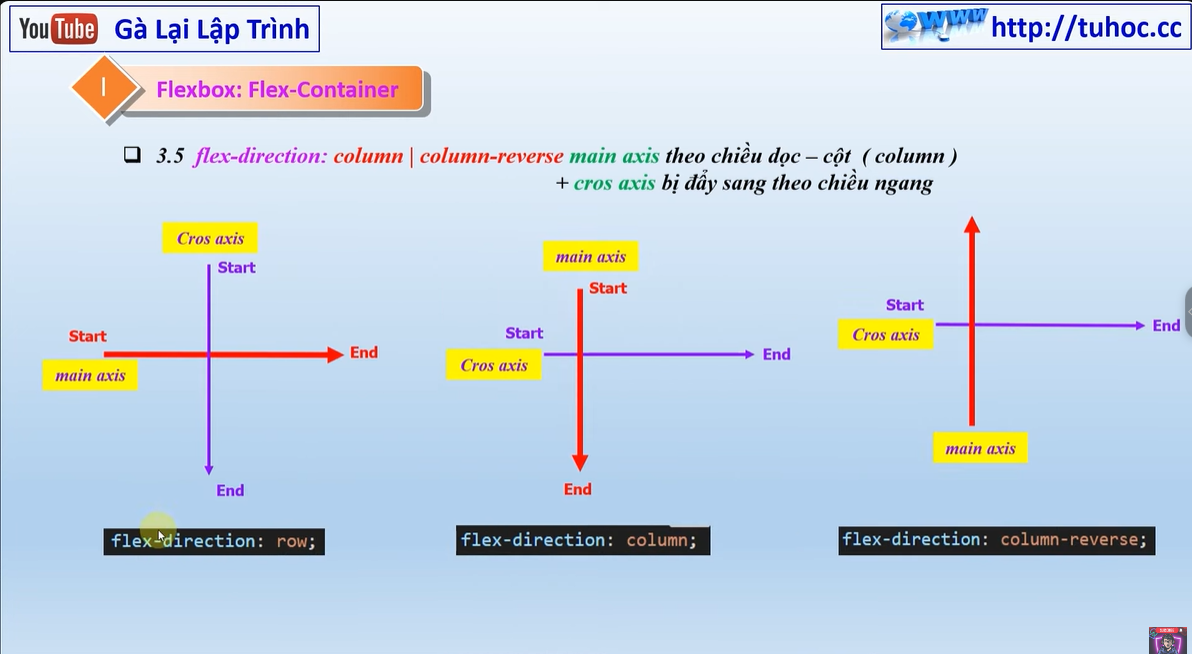 YouTube Gà Lại Lập Trình
WWW http://tuhoc.cc
I
Flexbox: Flex-Container
3.5 flex-direction: column | column-reverse main axis theo chiều dọc – cột ( column )
+ cros axis bị đẩy sang theo chiều ngang
Cros axis
Start
Start
End
main axis
End
flex-direction: row;
main axis
Start
Start
Cros axis
End
End
flex-direction: column;
Start
Cros axis
End
main axis
flex-direction: column-reverse;